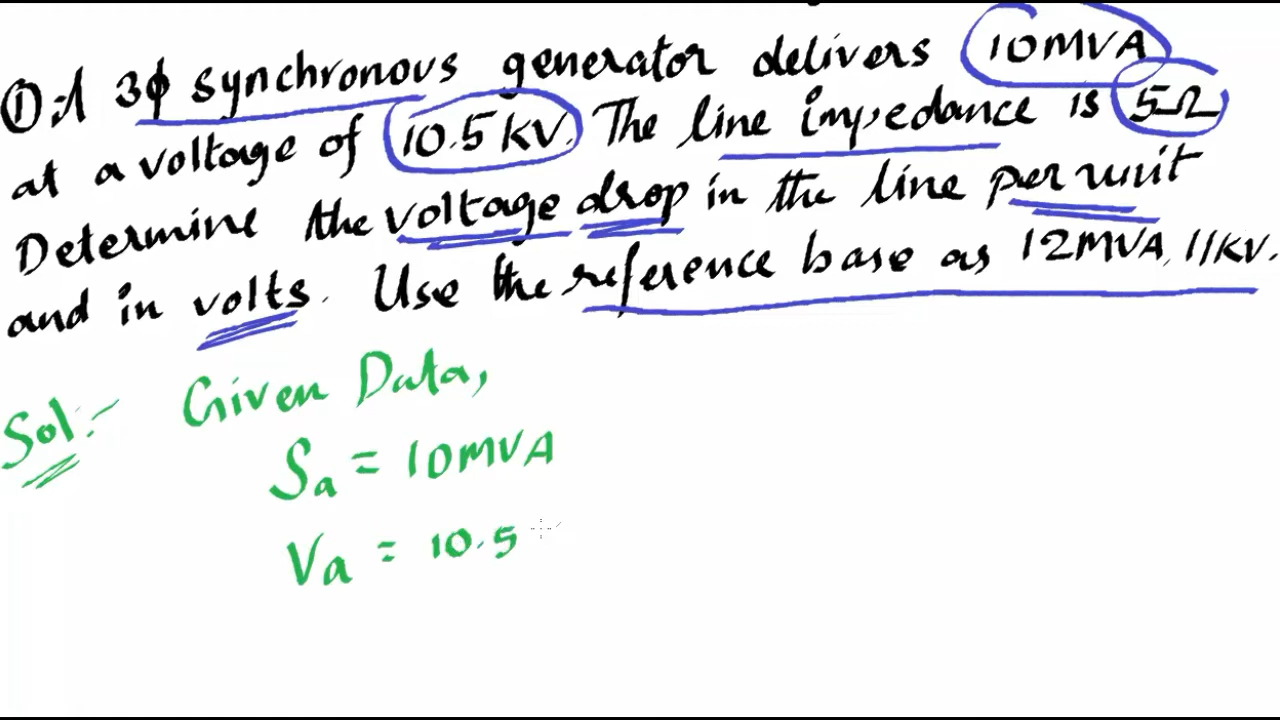 ① A 3ϕ synchronous generator delivers 10MVA
at a voltage of 10.5 KV. The line impedance is 5Ω
Determine the voltage drop in the line per unit
and in volts. Use the reference base as 12MVA, 11KV.
Sol:- Given Data,
Sa = 10MVA
Va = 10.5